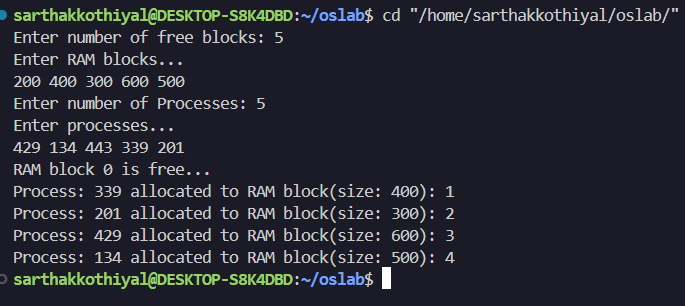 sarthakkothiyal@DESKTOP-S8K4DBD:~/oslab$ cd "/home/sarthakkothiyal/oslab/"
Enter number of free blocks: 5
Enter RAM blocks...
200 400 300 600 500
Enter number of Processes: 5
Enter processes...
429 134 443 339 201
RAM block 0 is free...
Process: 339 allocated to RAM block(size: 400): 1
Process: 201 allocated to RAM block(size: 300): 2
Process: 429 allocated to RAM block(size: 600): 3
Process: 134 allocated to RAM block(size: 500): 4
sarthakkothiyal@DESKTOP-S8K4DBD:~/oslab$